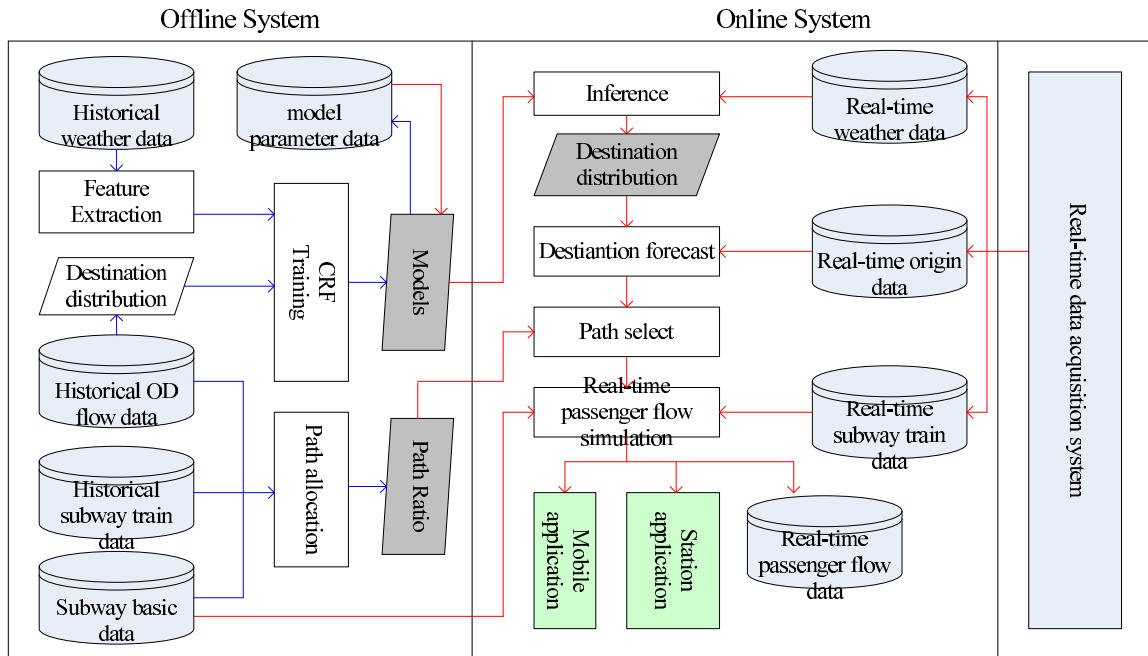 Offline System
Online System
Historical
weather data
model
parameter data
Feature
Extraction
Destination
distribution
Historical OD
flow data
Historical
subway train
data
Subway basic
data
CRF
Training
Path allocation
Models
Path Ratio
Inference
Destination
distribution
Destiantion forecast
Path select
Real-time
passenger flow
simulation
Mobile
application
Station
application
Real-time
passenger flow
data
Real-time
weather data
Real-time origin
data
Real-time
subway train
data
Real-time data acquisition system